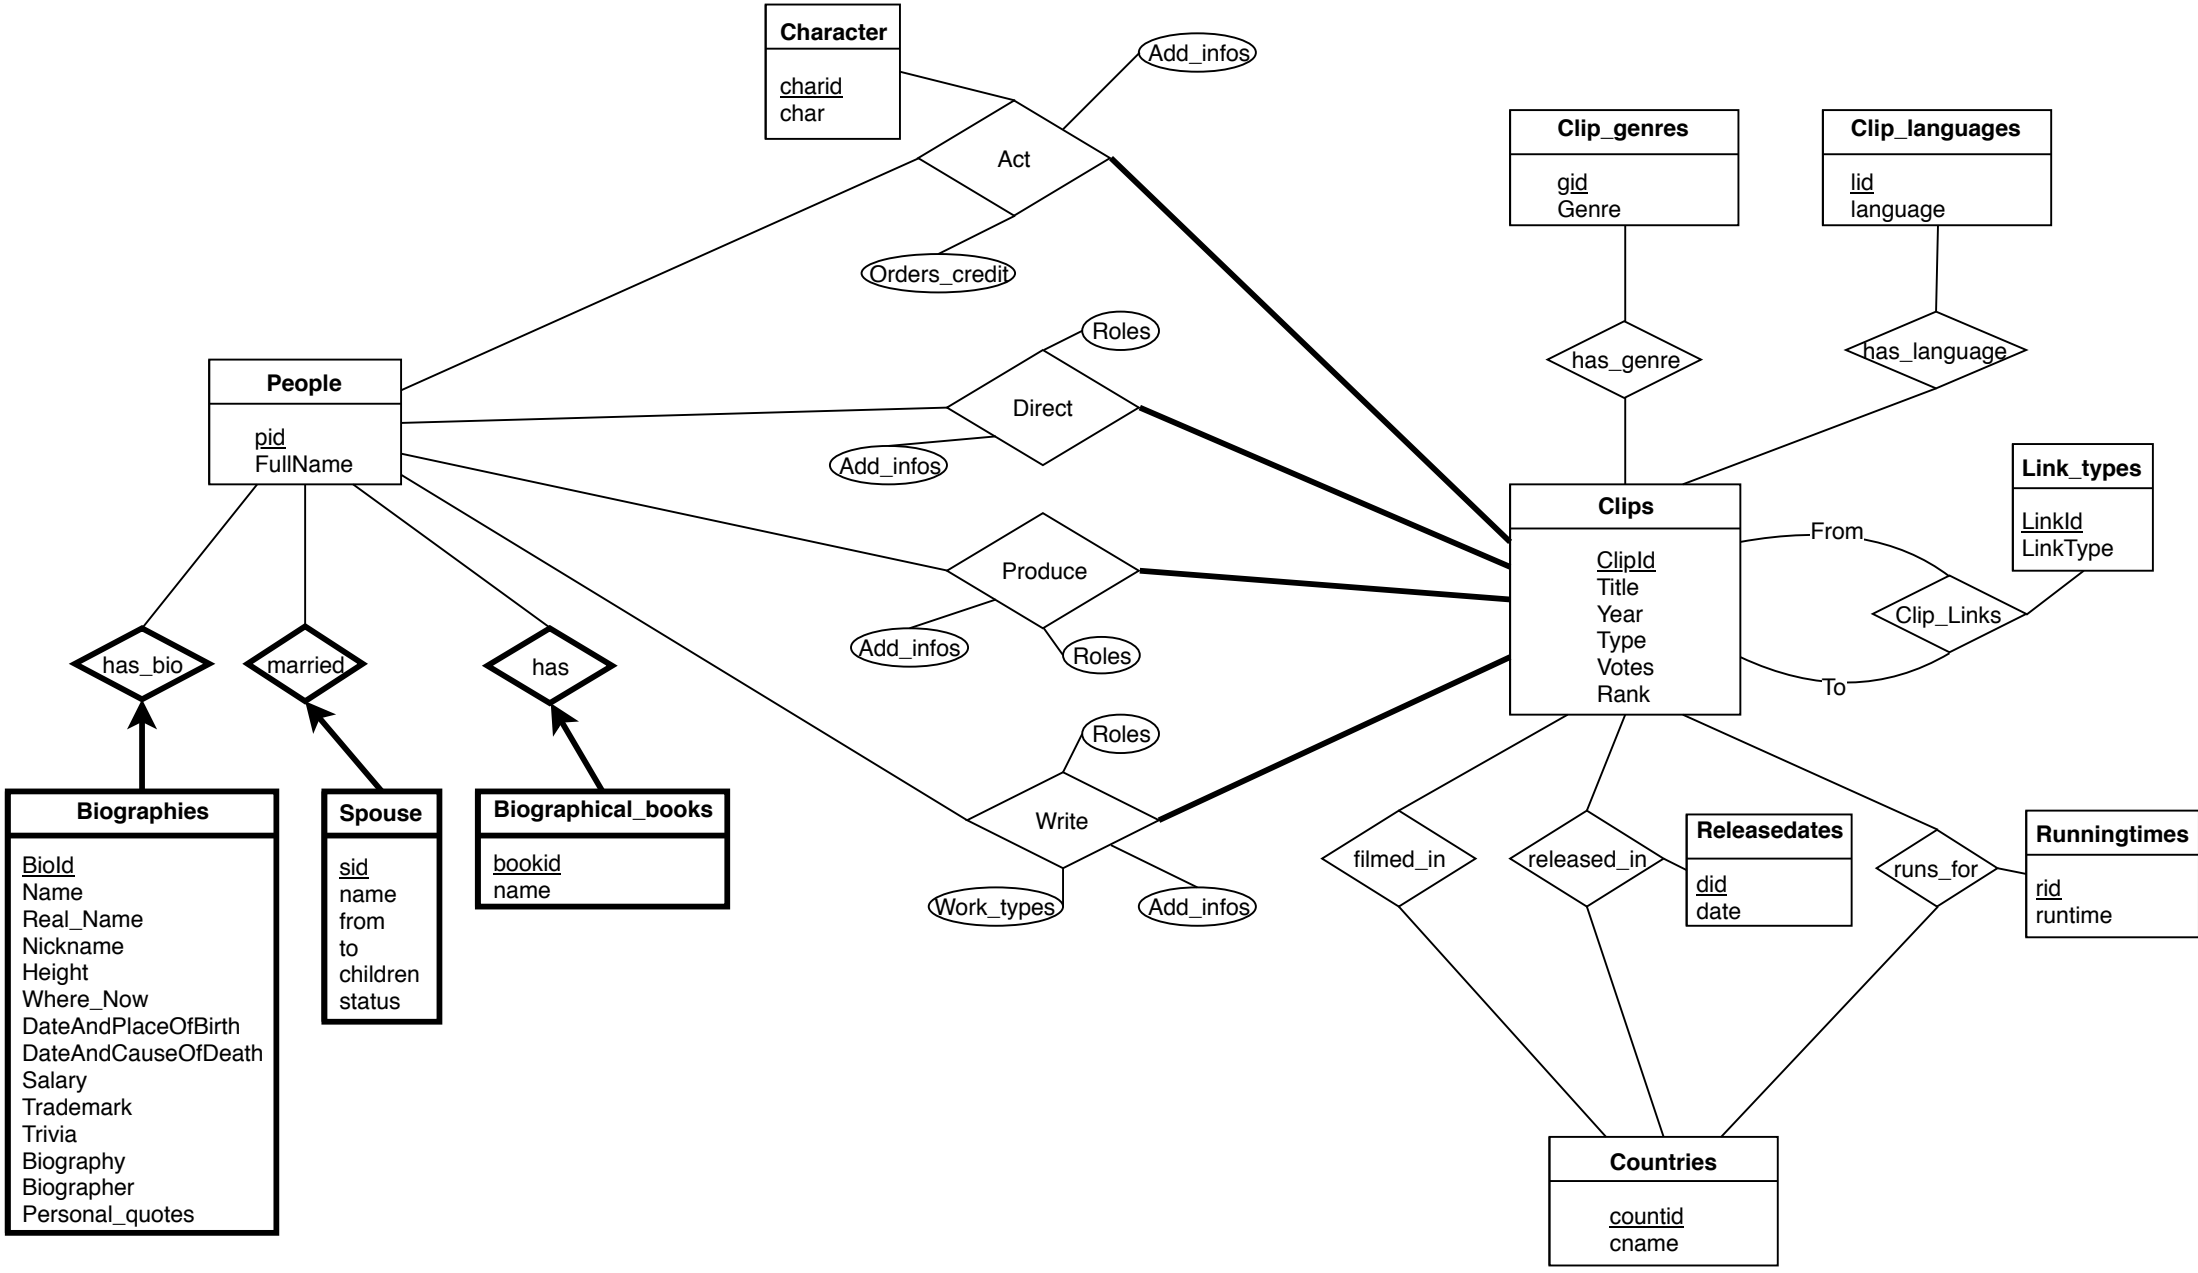 Character
charid
char
Add_infos
Act
Orders_credit
Clip_genres
gid
Genre
Clip_languages
lid
language
has_genre
has_language
People
pid
FullName
Roles
Direct
Add_infos
Produce
Add_infos
Roles
Clips
ClipId
Title
Year
Type
Votes
Rank
From
To
Clip_Links
Link_types
LinkId
LinkType
has_bio
married
has
Biographies
BioId
Name
Real_Name
Nickname
Height
Where_Now
DateAndPlaceOfBirth
DateAndCauseOfDeath
Salary
Trademark
Trivia
Biography
Biographer
Personal_quotes
Spouse
sid
name
from
to
children
status
Biographical_books
bookid
name
Roles
Write
Work_types
Add_infos
filmed_in
released_in
Releasedates
did
date
runs_for
Runningtimes
rid
runtime
Countries
countid
cname